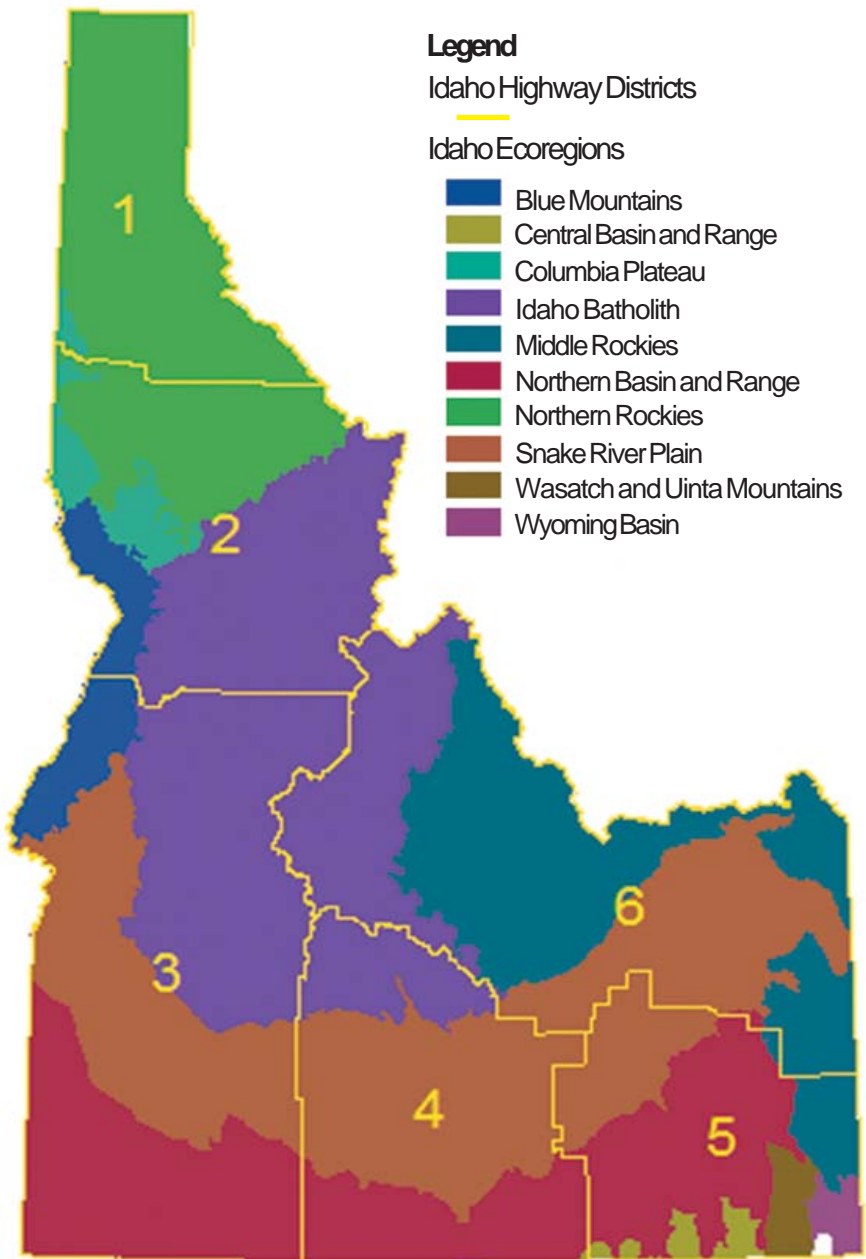 Legend
Idaho Highway Districts
Idaho Ecoregions
Blue Mountains
Central Basin and Range
Columbia Plateau
Idaho Batholith
Middle Rockies
Northern Basin and Range
Northern Rockies
Snake River Plain
Wasatch and Uinta Mountains
Wyoming Basin
1
2
3
4
5
6